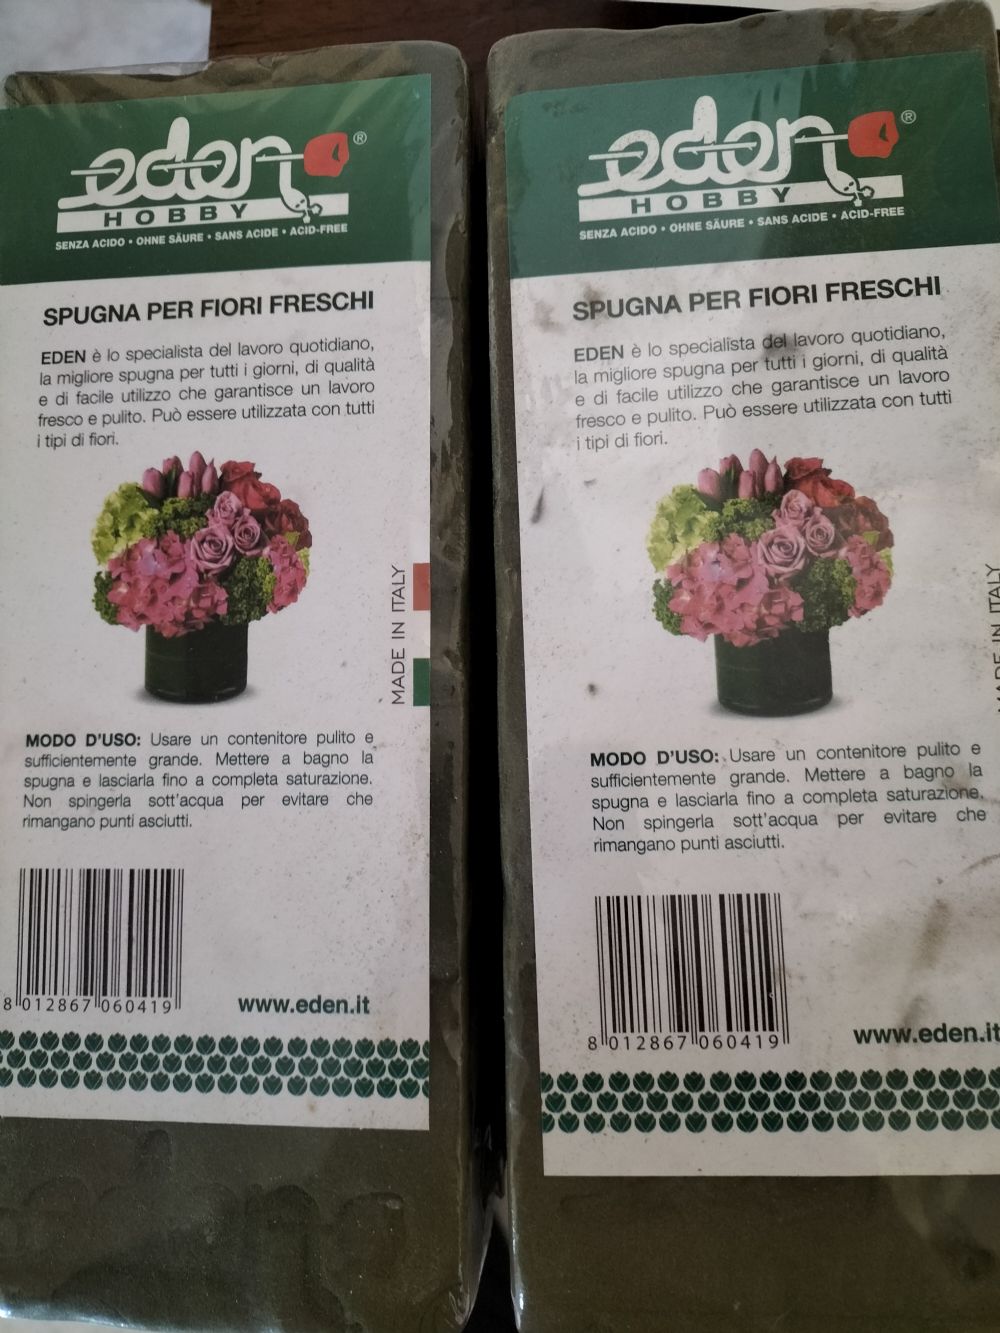 eden®
HOBBY
SENZA ACIDO • OHNE SÄURE • SANS ACIDE • ACID-FREE
SPUGNA PER FIORI FRESCHI
EDEN è lo specialista del lavoro quotidiano,
la migliore spugna per tutti i giorni, di qualità
e di facile utilizzo che garantisce un lavoro
fresco e pulito. Può essere utilizzata con tutti
i tipi di fiori.
MADE IN ITALY
MODO D'USO: Usare un contenitore pulito e
sufficientemente grande. Mettere a bagno la
spugna e lasciarla fino a completa saturazione.
Non spingerla sott'acqua per evitare che
rimangano punti asciutti.
8 012867 060419
www.eden.it
eden®
HOBBY
SENZA ACIDO • OHNE SÄURE • SANS ACIDE • ACID-FREE
SPUGNA PER FIORI FRESCHI
EDEN è lo specialista del lavoro quotidiano,
la migliore spugna per tutti i giorni, di qualità
e di facile utilizzo che garantisce un lavoro
fresco e pulito. Può essere utilizzata con tutti
i tipi di fiori.
MADE IN ITALY
MODO D'USO: Usare un contenitore pulito e
sufficientemente grande. Mettere a bagno la
spugna e lasciarla fino a completa saturazione.
Non spingerla sott'acqua per evitare che
rimangano punti asciutti.
8 012867 060419
www.eden.it